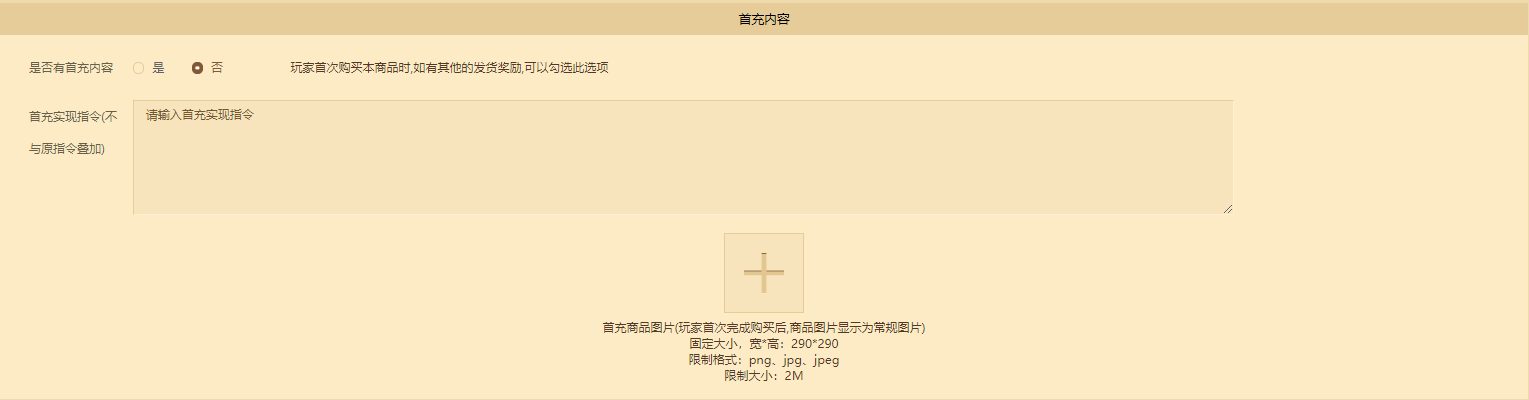 首充内容
是否有首充内容 是 否 玩家首次购买本商品时,如有其他的发货奖励,可以勾选此选项
首充实现指令(不
与原指令叠加)
请输入首充实现指令
首充商品图片(玩家首次完成购买后,商品图片显示为常规图片)
固定大小，宽*高：290*290
限制格式：png、jpg、jpeg
限制大小：2M